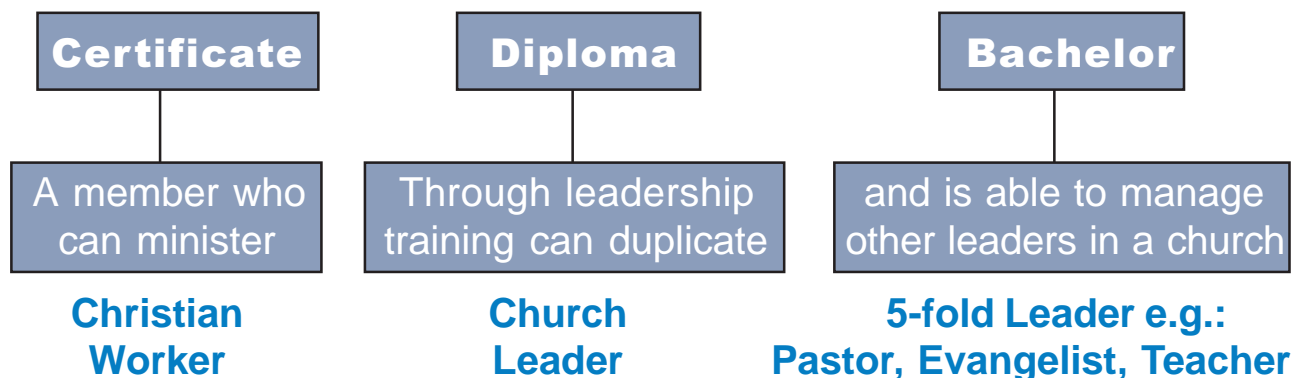 Certificate
A member who
can minister
Christian
Worker
Diploma
Through leadership
training can duplicate
Church
Leader
Bachelor
and is able to manage
other leaders in a church
5-fold Leader e.g.:
Pastor, Evangelist, Teacher